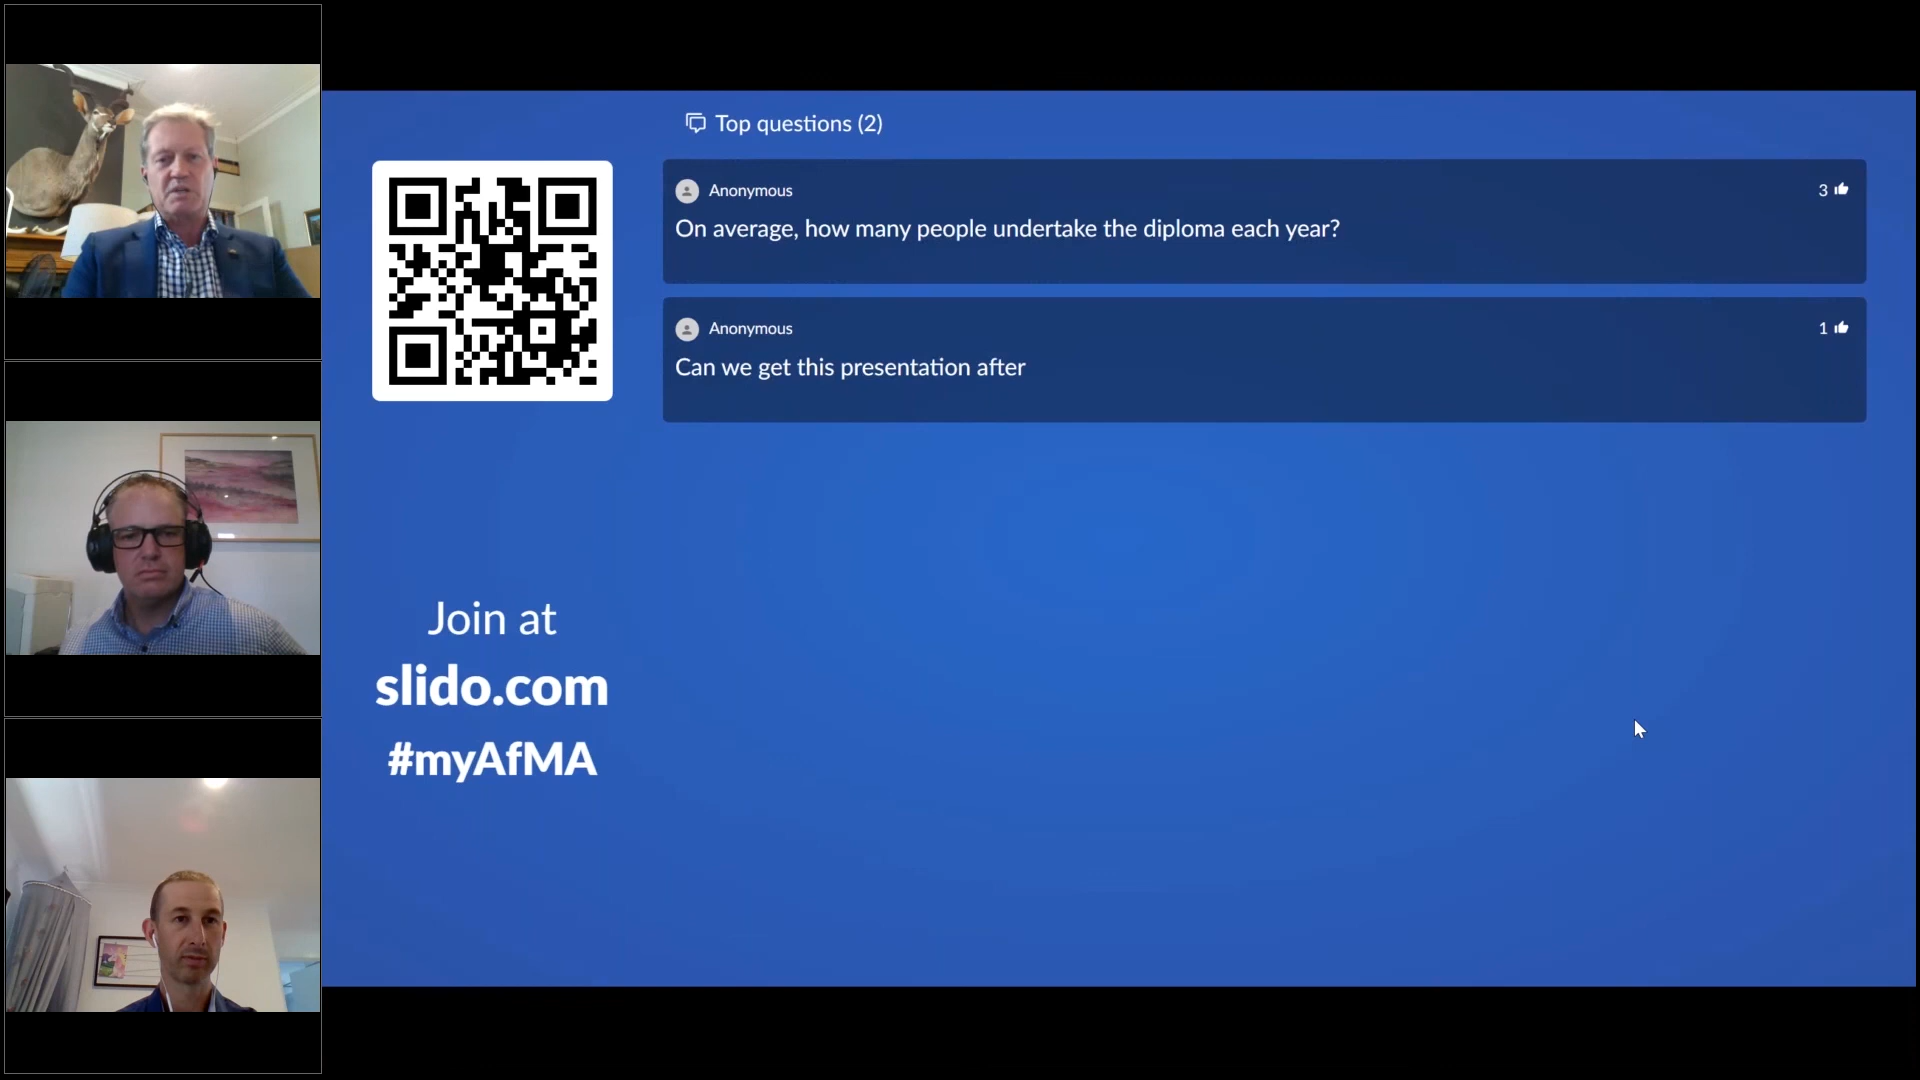 Top questions (2)
Anonymous
3
On average, how many people undertake the diploma each year?
Anonymous
1
Can we get this presentation after
Join at
slido.com
#myAfMA